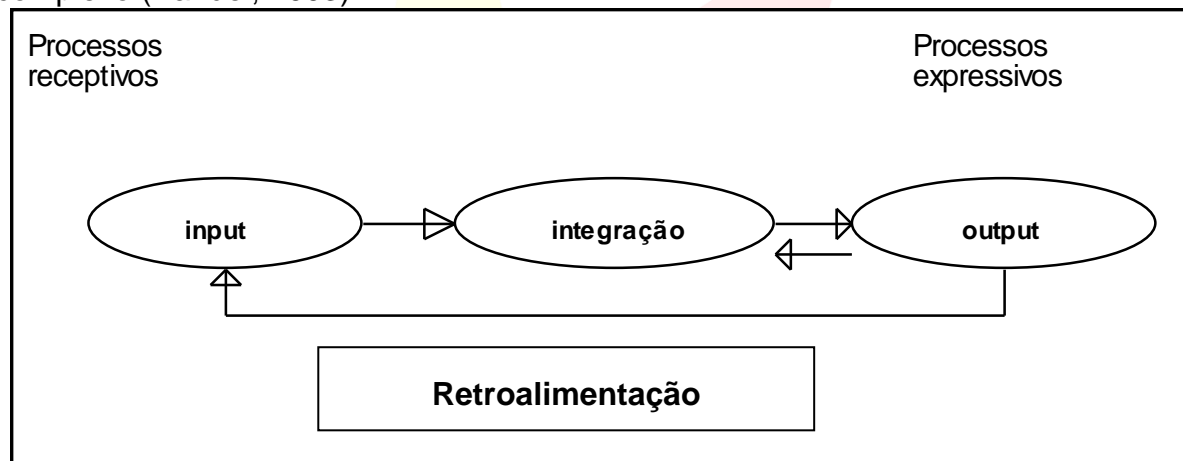 Processos
receptivos
Processos
expressivos
input
integração
output
Retroalimentação